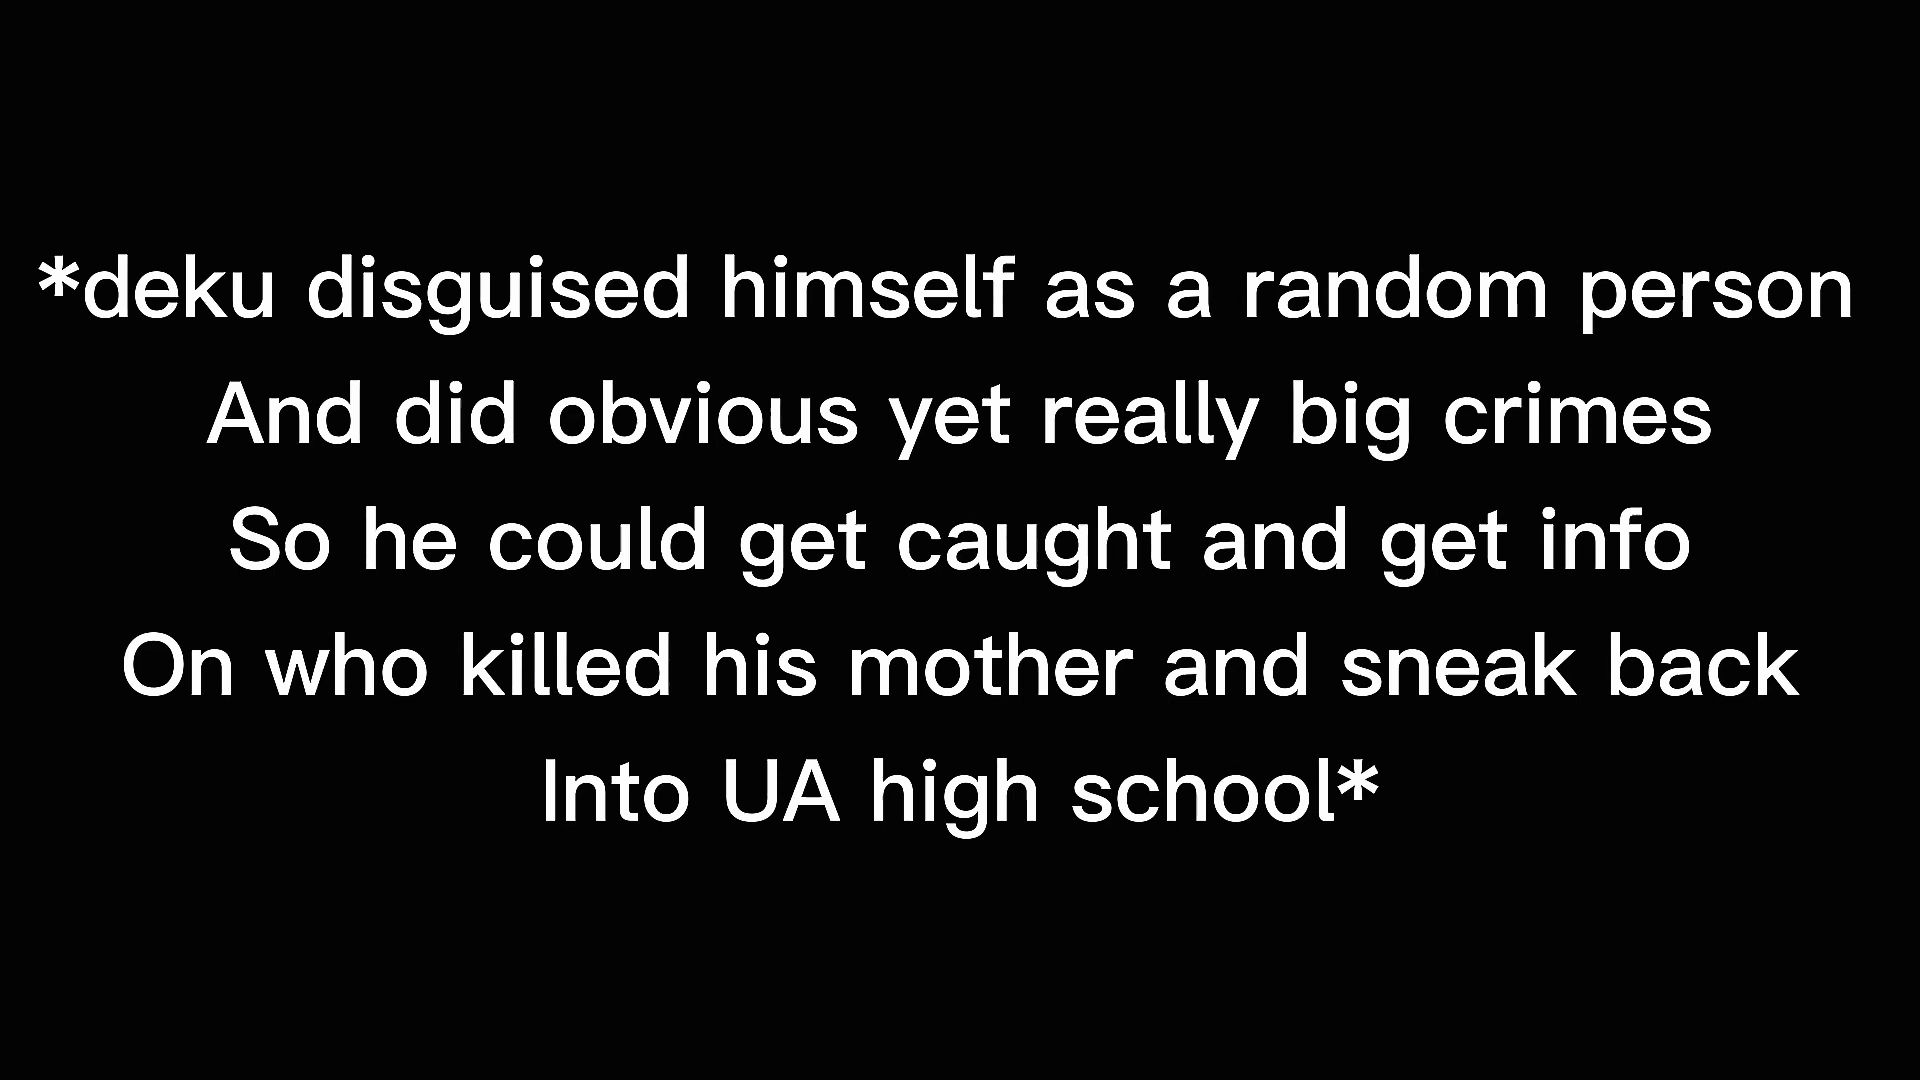 *deku disguised himself as a random person
And did obvious yet really big crimes
So he could get caught and get info
On who killed his mother and sneak back
Into UA high school*